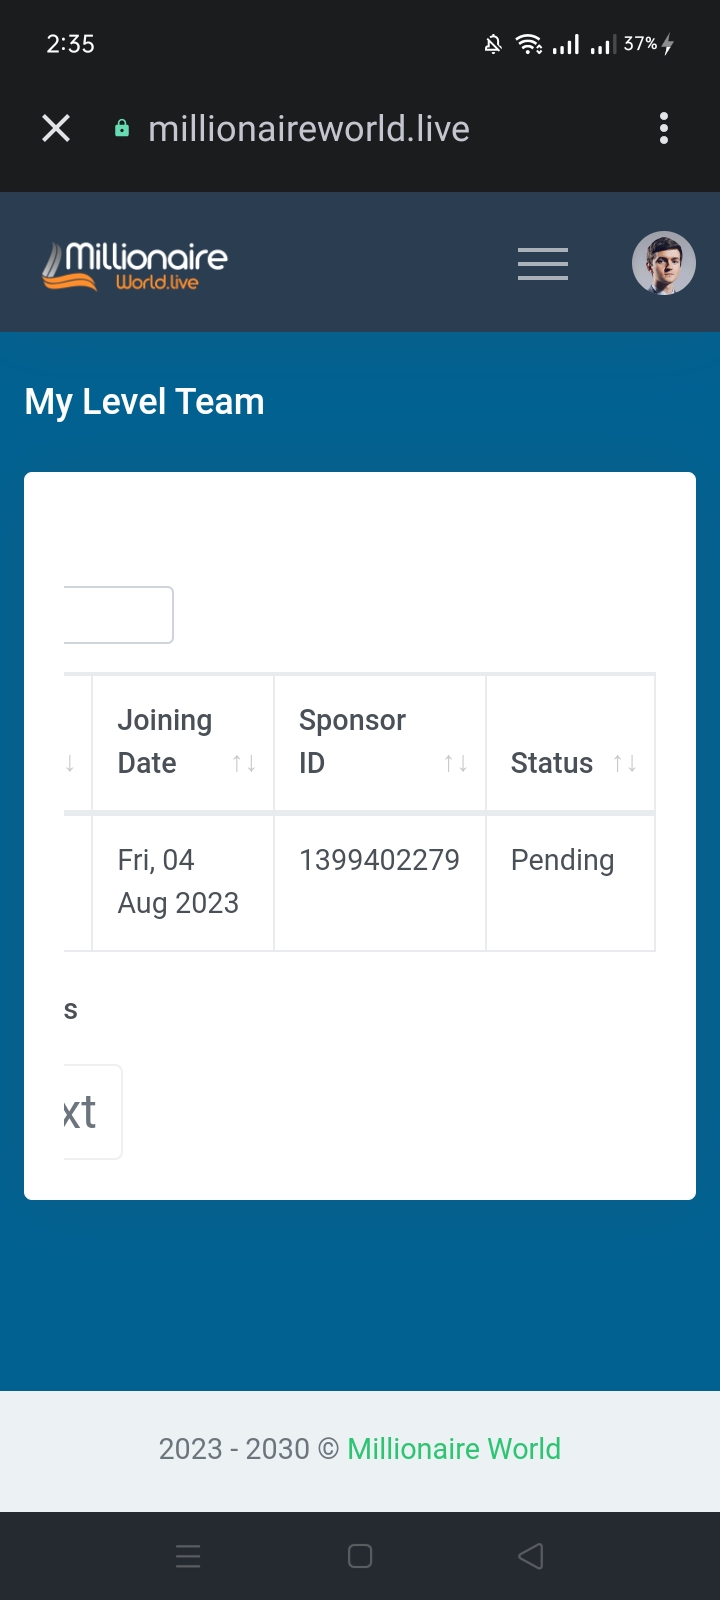 2:35
37%
millionaireworld.live
Millionaire
World.live
My Level Team
Joining
Date
Sponsor
ID
Status
Fri, 04
Aug 2023
1399402279
Pending
s
xt
2023 - 2030 © Millionaire World